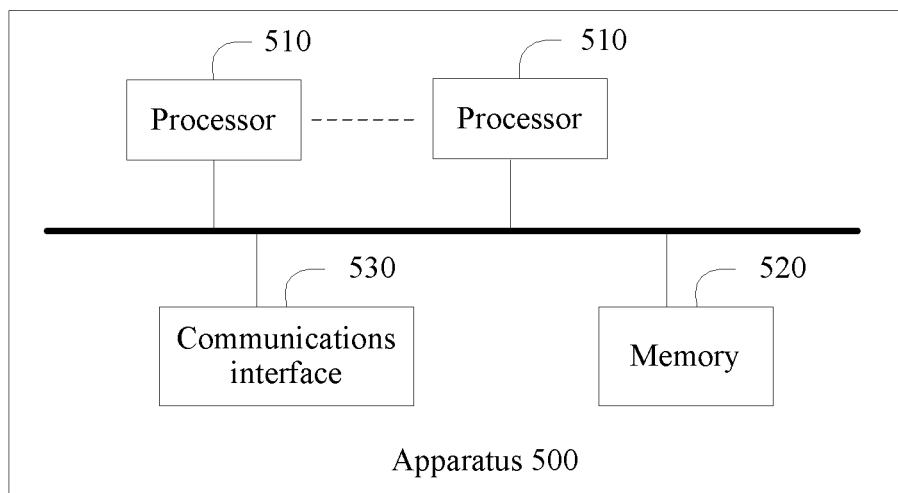 510
510
Processor
Processor
530
520
Communications
interface
Memory
Apparatus 500